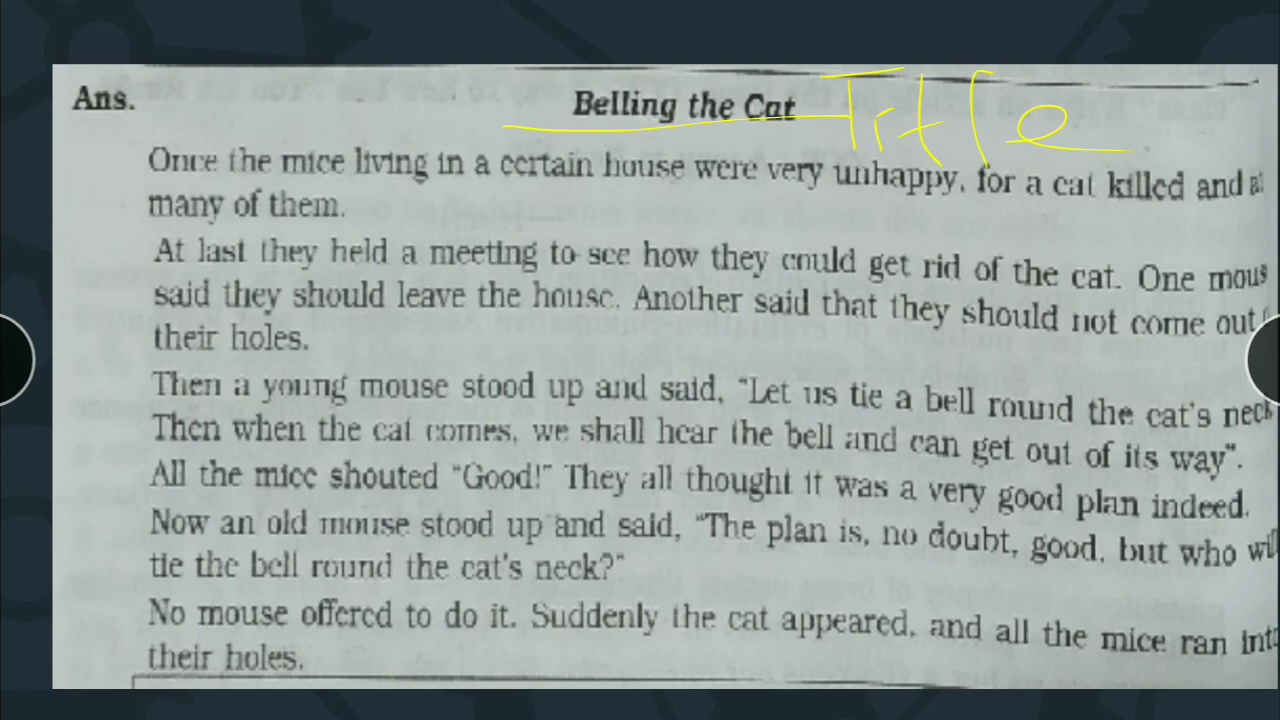 Ans. Belling the Cat Title
Once the mice living in a certain house were very unhappy, for a cat killed and
many of them.
At last they held a meeting to see how they could get rid of the cat. One mous
said they should leave the house. Another said that they should not come out
their holes.
Then a young mouse stood up and said, "Let us tie a bell round the cat's neck
Then when the cat comes, we shall hear the bell and can get out of its way".
All the mice shouted "Good!" They all thought it was a very good plan indeed.
Now an old mouse stood up and said, "The plan is, no doubt, good, but who wil
tie the bell round the cat's neck?"
No mouse offered to do it. Suddenly the cat appeared, and all the mice ran int
their holes.